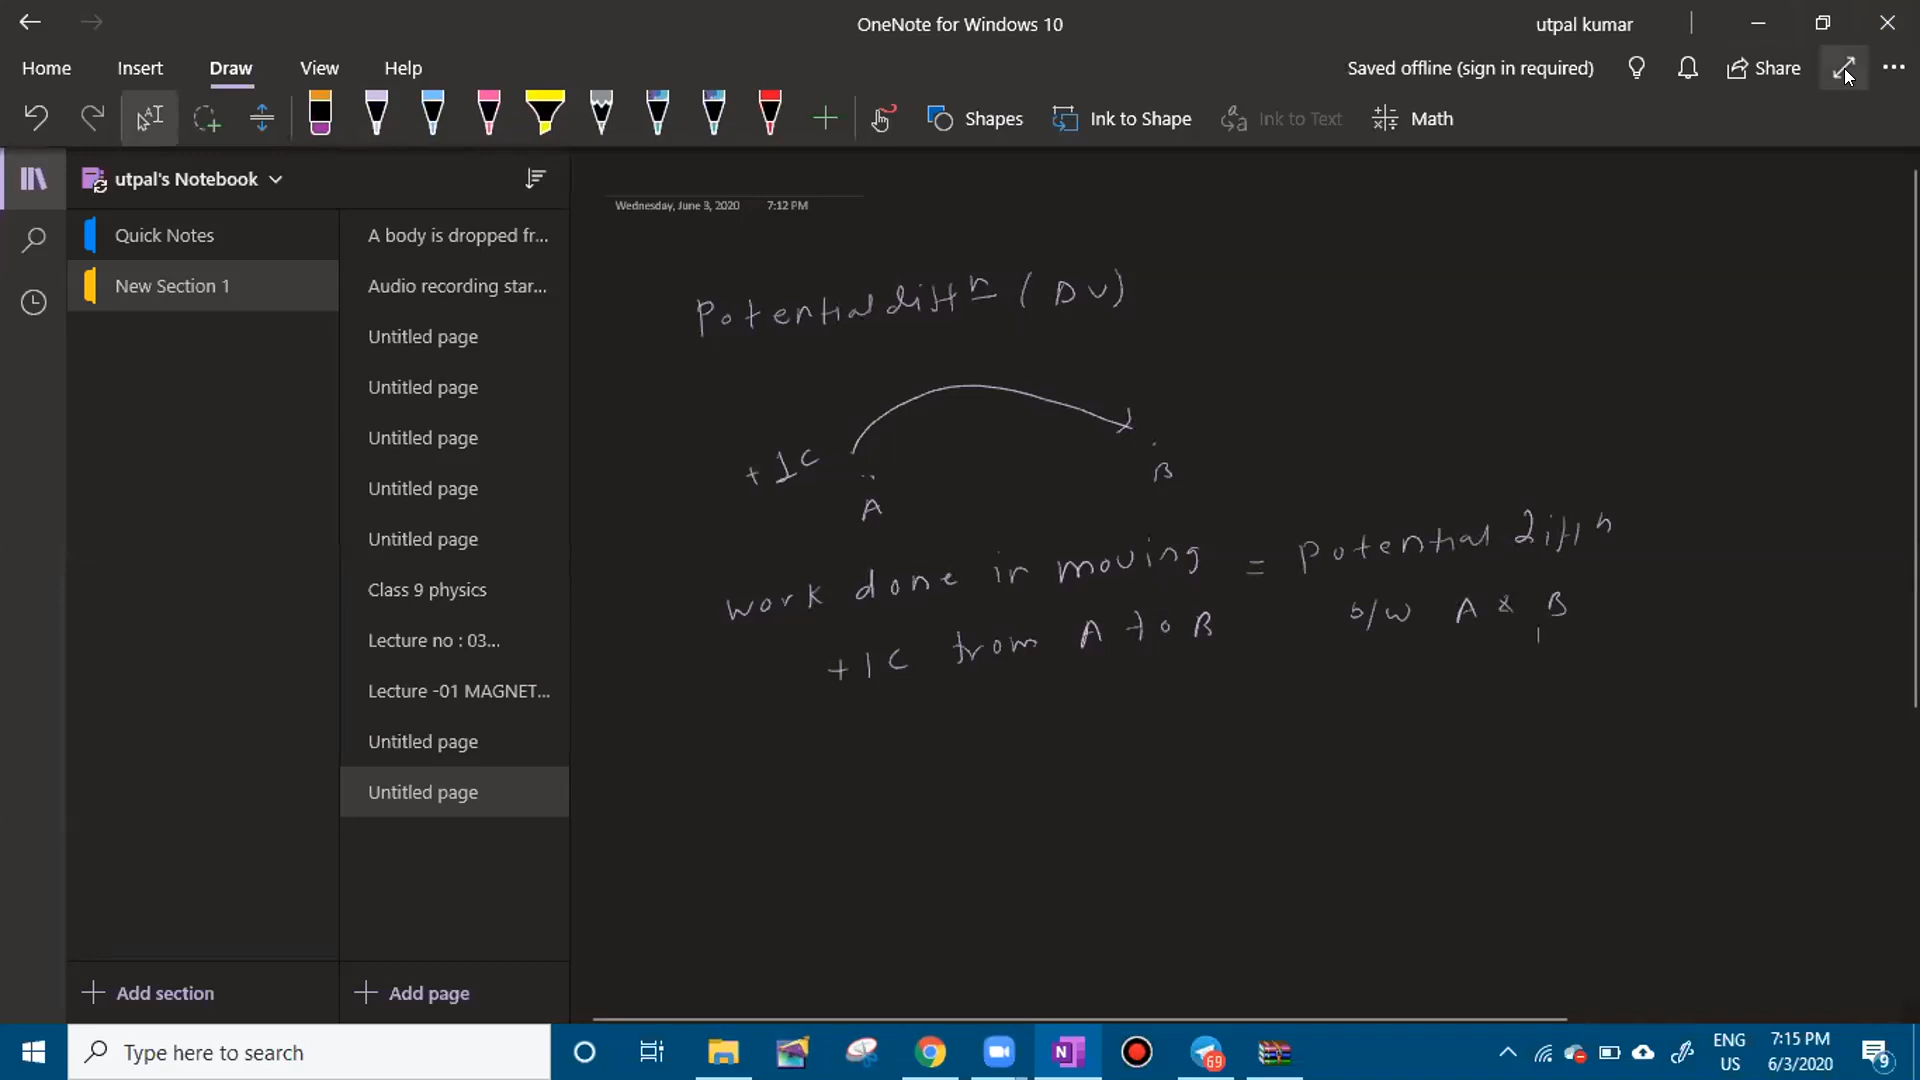 OneNote for Windows 10
utpal kumar
Home Insert Draw View Help
Saved offline (sign in required) Share
Shapes Ink to Shape Ink to Text Math
utpal's Notebook
Quick Notes
New Section 1
A body is dropped fr...
Audio recording star...
Untitled page
Untitled page
Untitled page
Untitled page
Untitled page
Class 9 physics
Lecture no : 03...
Lecture -01 MAGNET...
Untitled page
Untitled page
Add section
Add page
Wednesday, June 3, 2020 7:12 PM
Potential diffn (DV)
+1C
A
B
work done in moving = potential diffn
+1C from A to B b/w A & B
Type here to search
69
N
ENG
US
7:15 PM
6/3/2020
9